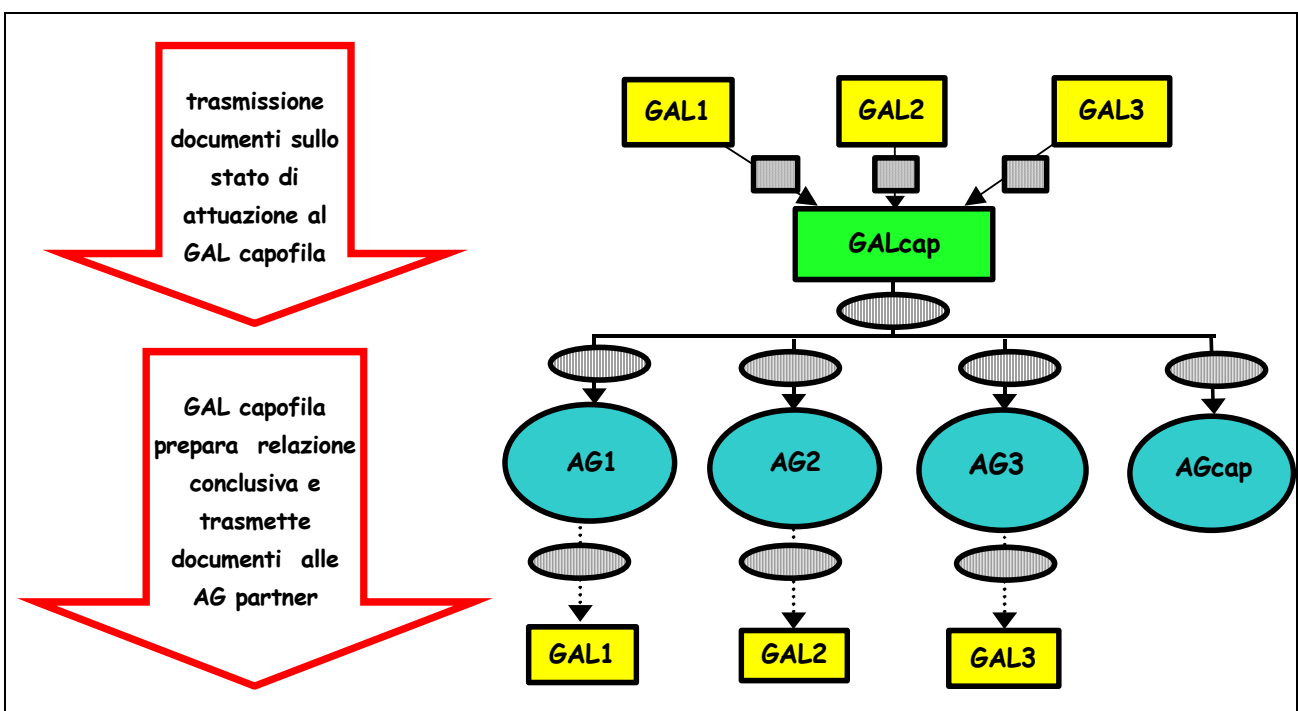 trasmissione
documenti sullo
stato di
attuazione al
GAL capofila
GAL1
GAL2
GAL3
GALcap
GAL capofila
prepara relazione
conclusiva e
trasmette
documenti alle
AG partner
AG1
AG2
AG3
AGcap
GAL1
GAL2
GAL3